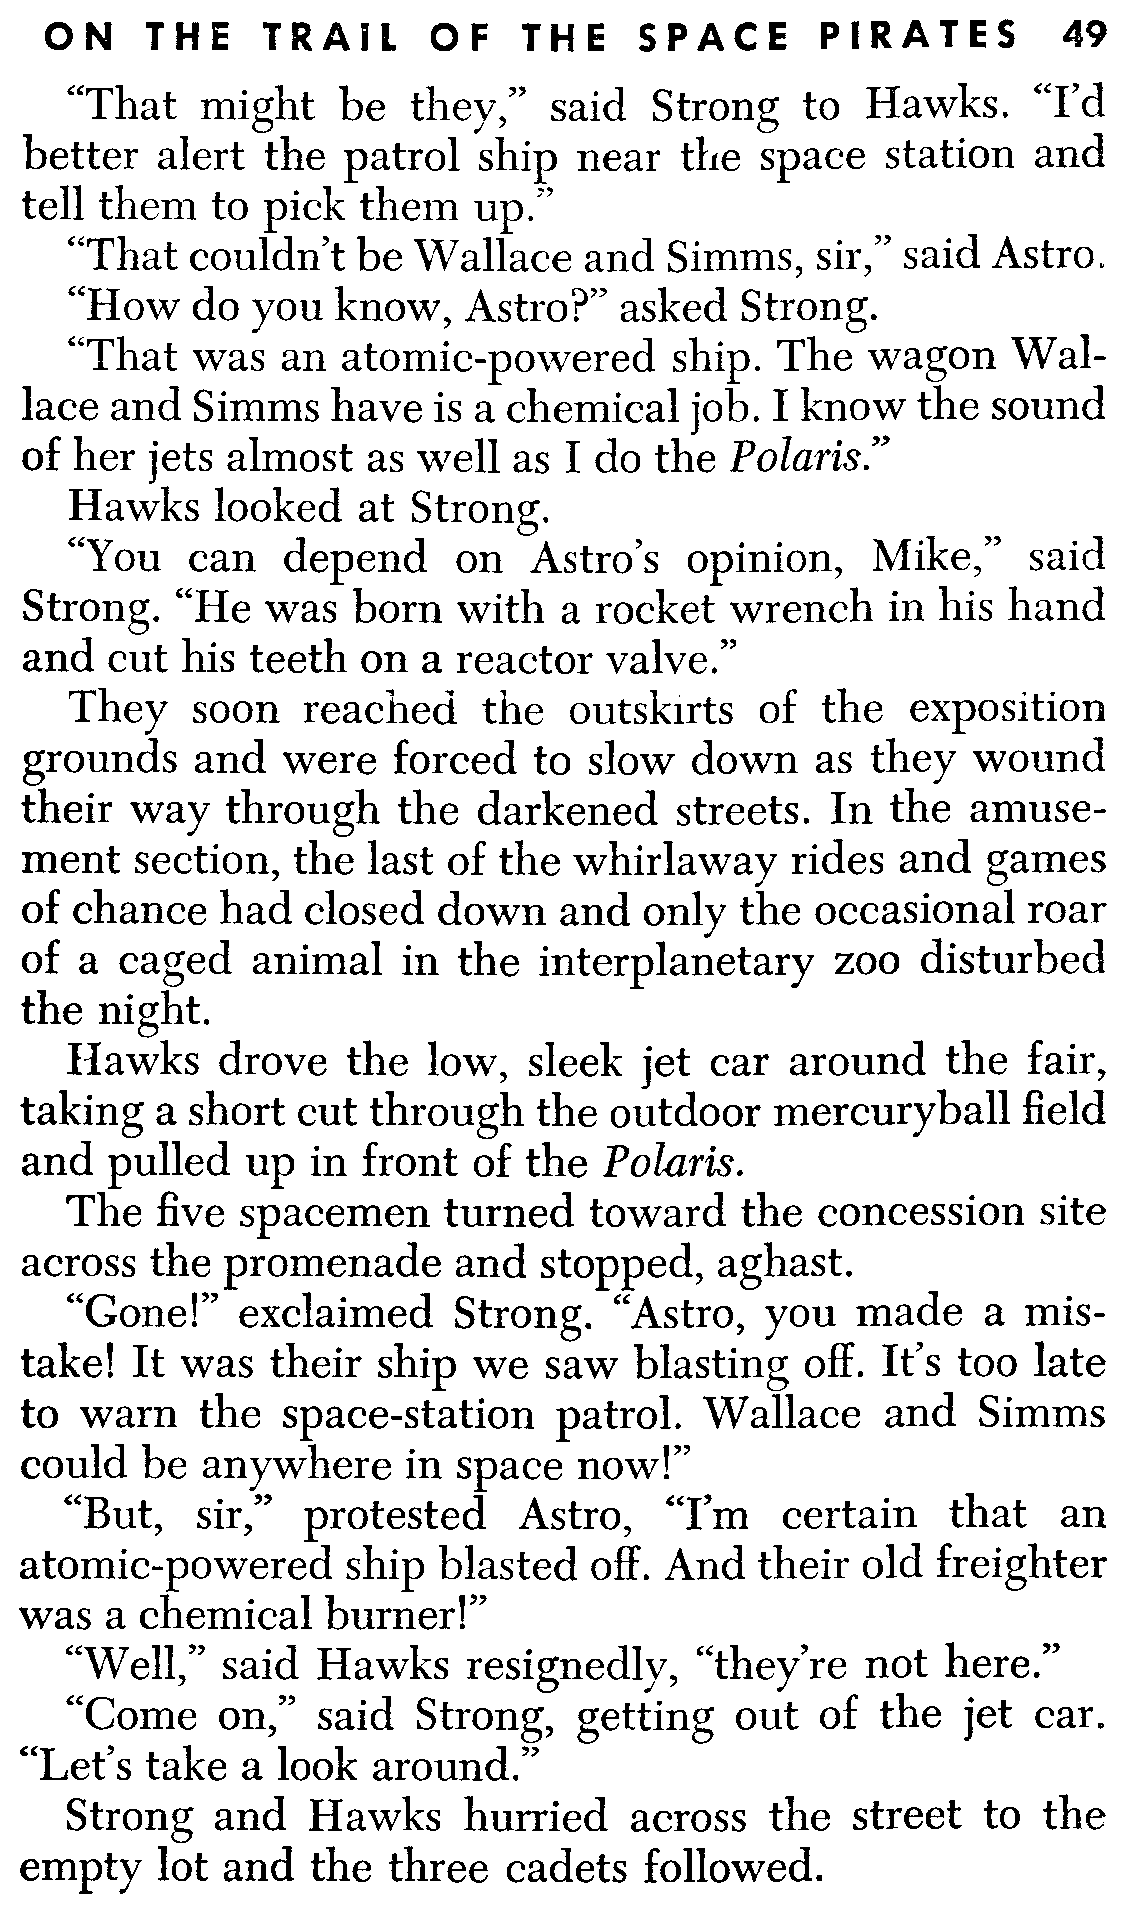 ON THE TRAIL OF THE SPACE PIRATES 49
“That might be they,” said Strong to Hawks. “I’d
better alert the patrol ship near the space station and
tell them to pick them up.”
“That couldn’t be Wallace and Simms, sir,” said Astro.
“How do you know, Astro?” asked Strong.
“That was an atomic-powered ship. The wagon Wal-
lace and Simms have is a chemical job. I know the sound
of her jets almost as well as I do the Polaris.”
Hawks looked at Strong.
“You can depend on Astro’s opinion, Mike,” said
Strong. “He was born with a rocket wrench in his hand
and cut his teeth on a reactor valve.”
They soon reached the outskirts of the exposition
grounds and were forced to slow down as they wound
their way through the darkened streets. In the amuse-
ment section, the last of the whirlaway rides and games
of chance had closed down and only the occasional roar
of a caged animal in the interplanetary zoo disturbed
the night.
Hawks drove the low, sleek jet car around the fair,
taking a short cut through the outdoor mercuryball field
and pulled up in front of the Polaris.
The five spacemen turned toward the concession site
across the promenade and stopped, aghast.
“Gone!” exclaimed Strong. “Astro, you made a mis-
take! It was their ship we saw blasting off. It’s too late
to warn the space-station patrol. Wallace and Simms
could be anywhere in space now!”
“But, sir,” protested Astro, “I’m certain that an
atomic-powered ship blasted off. And their old freighter
was a chemical burner!”
“Well,” said Hawks resignedly, “they’re not here.”
“Come on,” said Strong, getting out of the jet car.
“Let’s take a look around.”
Strong and Hawks hurried across the street to the
empty lot and the three cadets followed.